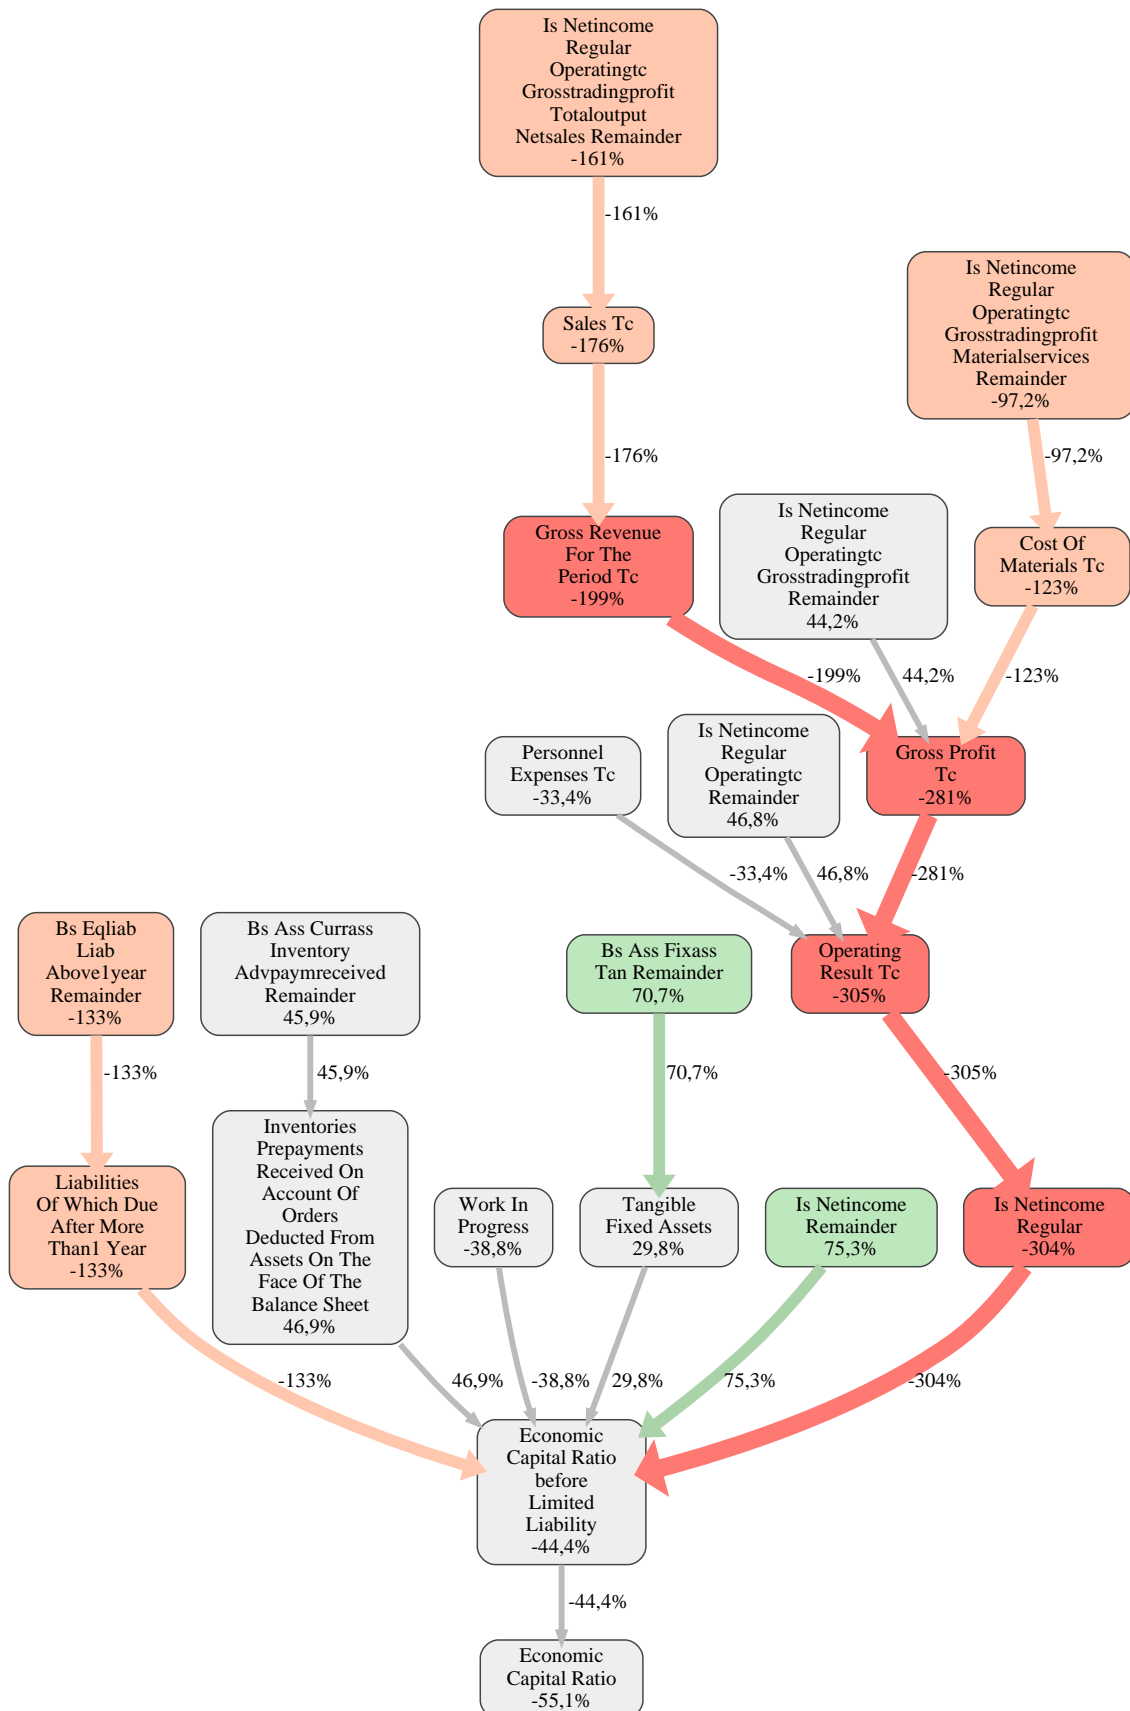 Is Netincome
Regular
Operatingtc
Grosstradingprofit
Totaloutput
Netsales Remainder
-161%
-161%
Is Netincome
Regular
Operatingtc
Grosstradingprofit
Materialservices
Remainder
-97,2%
Sales Tc
-176%
-176%
-97,2%
Gross Revenue
For The
Period Tc
-199%
Is Netincome
Regular
Operatingtc
Grosstradingprofit
Remainder
44,2%
Cost Of
Materials Tc
-123%
-199%
44,2%
-123%
Personnel
Expenses Tc
-33,4%
Is Netincome
Regular
Operatingtc
Remainder
46,8%
Gross Profit
Tc
-281%
-33,4%
46,8%
-281%
Bs Eqliab
Liab
Above1year
Remainder
-133%
Bs Ass Currass
Inventory
Advpaymreceived
Remainder
45,9%
Bs Ass Fixass
Tan Remainder
70,7%
Operating
Result Tc
-305%
-133%
45,9%
70,7%
-305%
Liabilities
Of Which Due
After More
Than1 Year
-133%
Inventories
Prepayments
Received On
Account Of
Orders
Deducted From
Assets On The
Face Of The
Balance Sheet
46,9%
Work In
Progress
-38,8%
Tangible
Fixed Assets
29,8%
Is Netincome
Remainder
75,3%
Is Netincome
Regular
-304%
-133%
46,9%
-38,8%
29,8%
75,3%
-304%
Economic
Capital Ratio
before
Limited
Liability
-44,4%
-44,4%
Economic
Capital Ratio
-55,1%